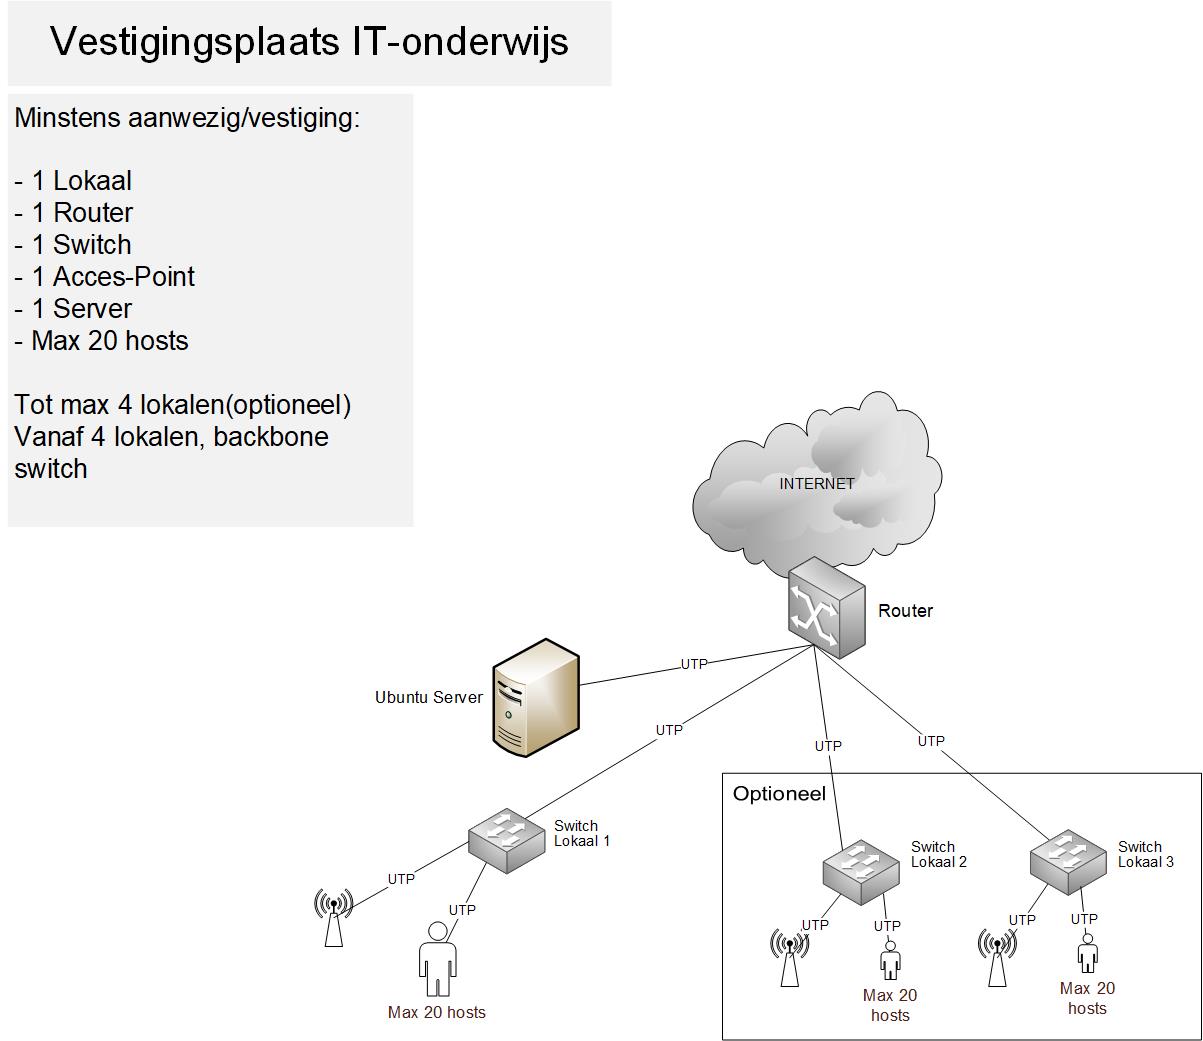 Vestigingsplaats IT-onderwijs
Minstens aanwezig/vestiging:
- 1 Lokaal
- 1 Router
- 1 Switch
- 1 Acces-Point
- 1 Server
- Max 20 hosts
Tot max 4 lokalen(optioneel)
Vanaf 4 lokalen, backbone
switch
INTERNET
Router
UTP
Ubuntu Server
UTP
UTP
UTP
Optioneel
Switch
Lokaal 1
Switch
Lokaal 2
Switch
Lokaal 3
UTP
UTP
UTP
UTP
UTP
UTP
Max 20 hosts
Max 20
hosts
Max 20
hosts